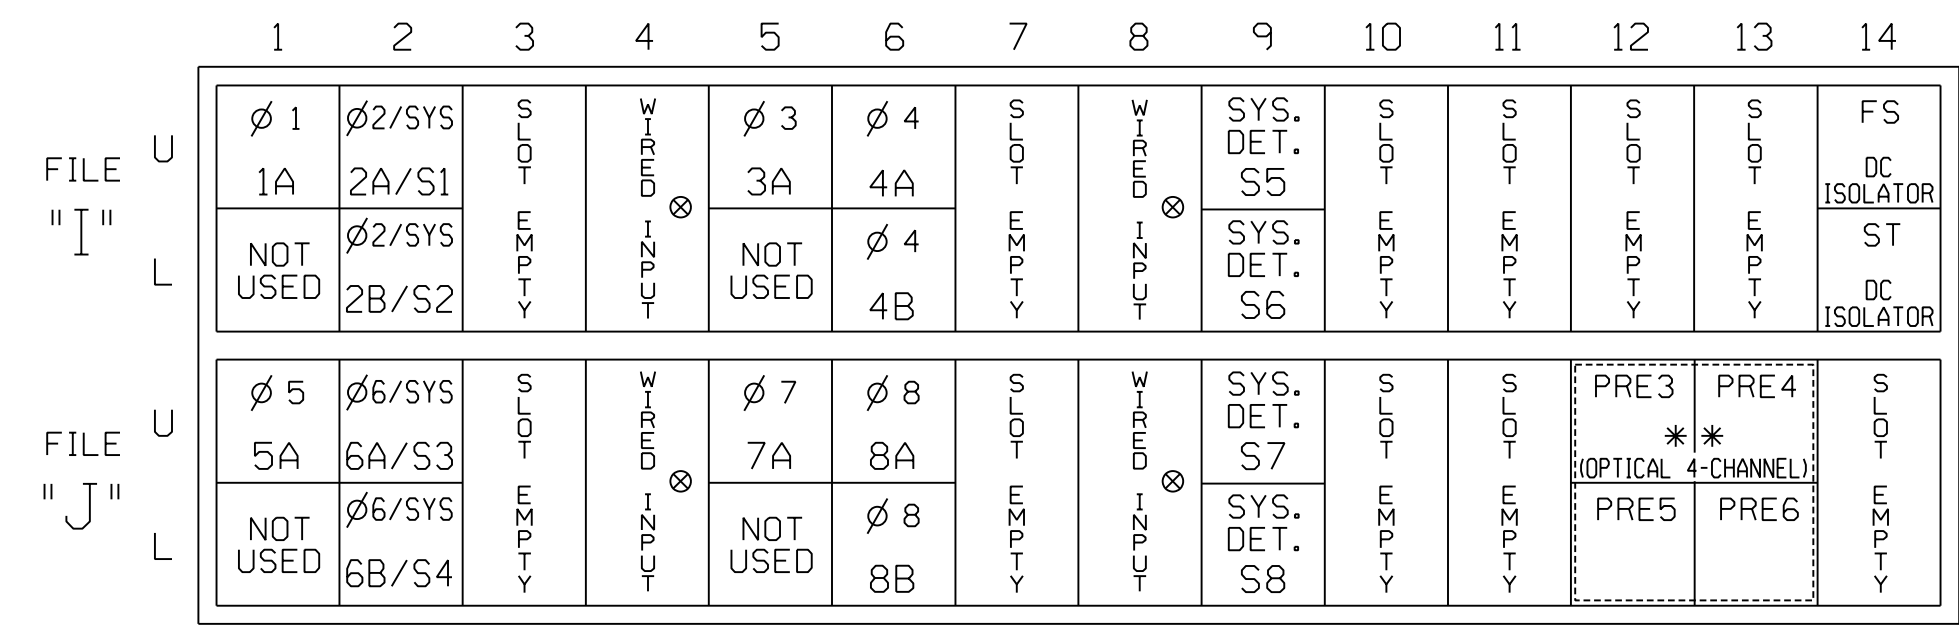 1 2 3 4 5 6 7 8 9 10 11 12 13 14
FILE
"I"
U
L
Ø 1
1A
NOT
USED
Ø2/SYS
2A/S1
Ø2/SYS
2B/S2
SLOT EMPTY
WIRED INPUT
⊗
Ø 3
3A
NOT
USED
Ø 4
4A
Ø 4
4B
SLOT EMPTY
WIRED INPUT
⊗
SYS.
DET.
S5
SYS.
DET.
S6
SLOT EMPTY
SLOT EMPTY
SLOT EMPTY
SLOT EMPTY
FS
DC
ISOLATOR
ST
DC
ISOLATOR
FILE
"J"
U
L
Ø 5
5A
NOT
USED
Ø6/SYS
6A/S3
Ø6/SYS
6B/S4
SLOT EMPTY
WIRED INPUT
⊗
Ø 7
7A
NOT
USED
Ø 8
8A
Ø 8
8B
SLOT EMPTY
WIRED INPUT
⊗
SYS.
DET.
S7
SYS.
DET.
S8
SLOT EMPTY
SLOT EMPTY
PRE3 PRE4
* *
(OPTICAL 4-CHANNEL)
PRE5 PRE6
SLOT EMPTY